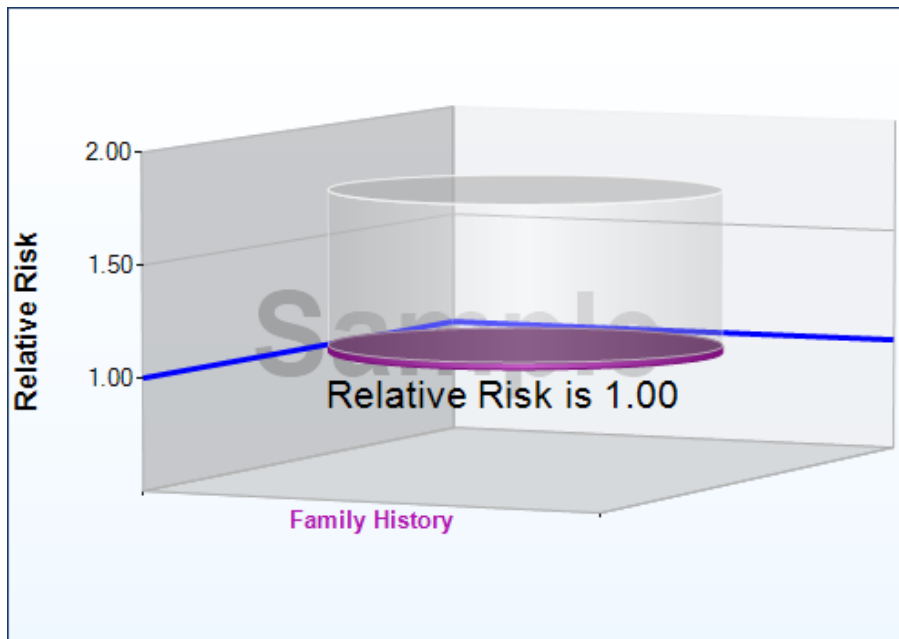 2.00
1.50
1.00
Relative Risk
Sample
Relative Risk is 1.00
Family History